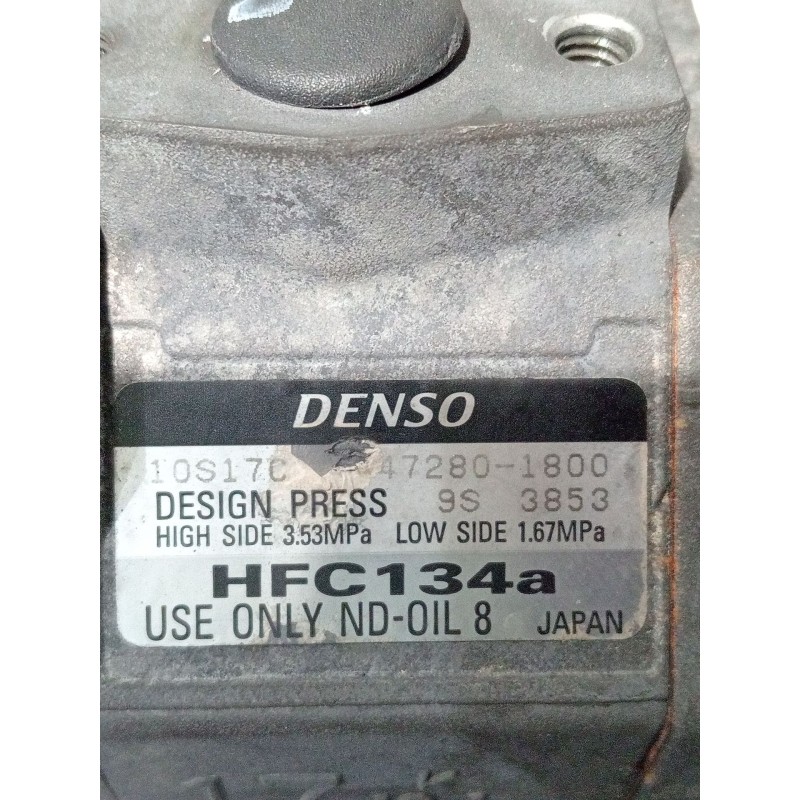 DENSO
10S17C 47280-1800
DESIGN PRESS 9S 3853
HIGH SIDE 3.53MPa LOW SIDE 1.67MPa
HFC134a
USE ONLY ND-OIL 8 JAPAN